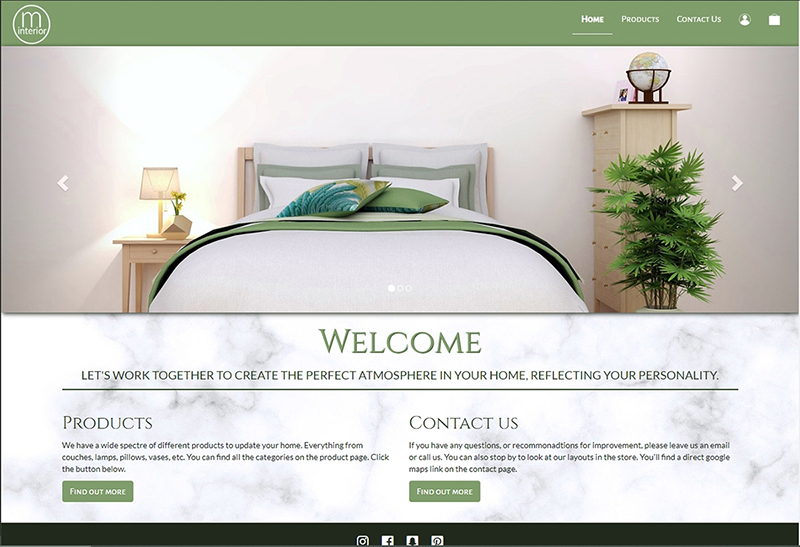 m
interior
Home Products Contact Us
Welcome
LET'S WORK TOGETHER TO CREATE THE PERFECT ATMOSPHERE IN YOUR HOME, REFLECTING YOUR PERSONALITY.
Products
We have a wide spectre of different products to update your home. Everything from
couches, lamps, pillows, vases, etc. You can find all the categories on the product page. Click
the button below.
Find out more
Contact us
If you have any questions, or recommonadtions for improvement, please leave us an email
or call us. You can also stop by to look at our layouts in the store. You'll find a direct google
maps link on the contact page.
Find out more